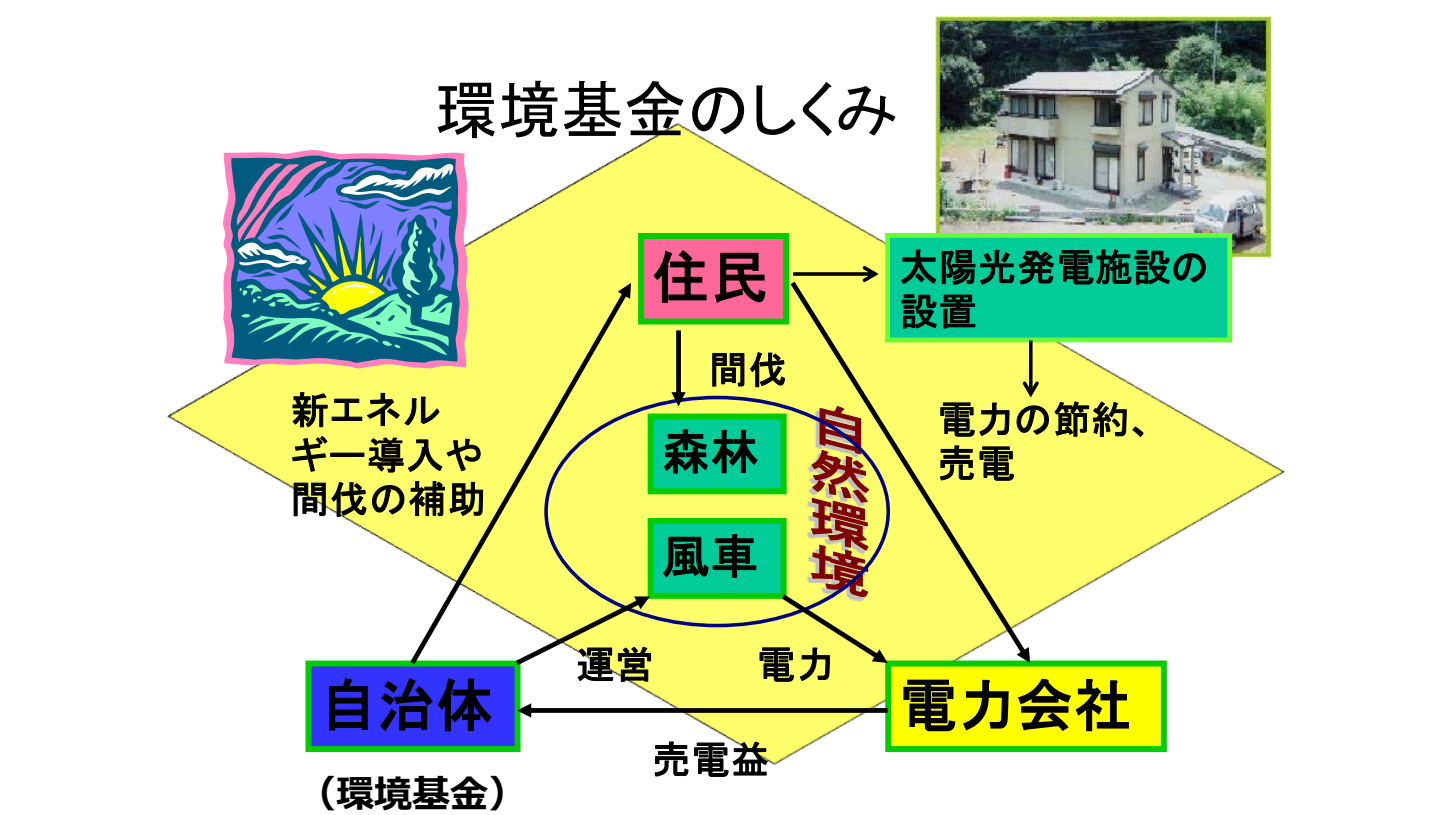 環境基金のしくみ
住民
太陽光発電施設の
設置
間伐
新エネル
ギー導入や
間伐の補助
森林
自然環境
電力の節約、
売電
風車
運営
電力
自治体
電力会社
売電益
（環境基金）